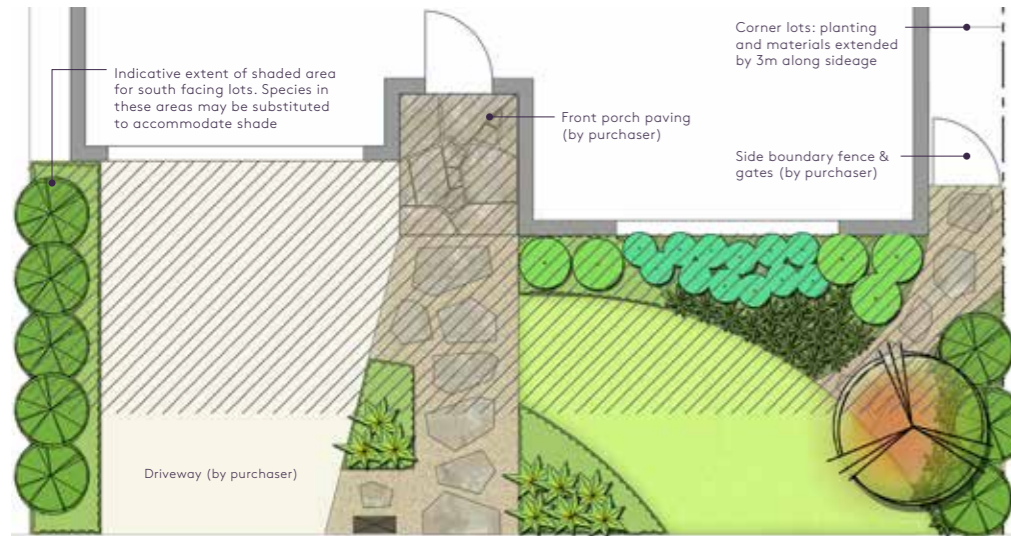 Indicative extent of shaded area
for south facing lots. Species in
these areas may be substituted
to accommodate shade
Front porch paving
(by purchaser)
Corner lots: planting
and materials extended
by 3m along sideage
Side boundary fence &
gates (by purchaser)
Driveway (by purchaser)